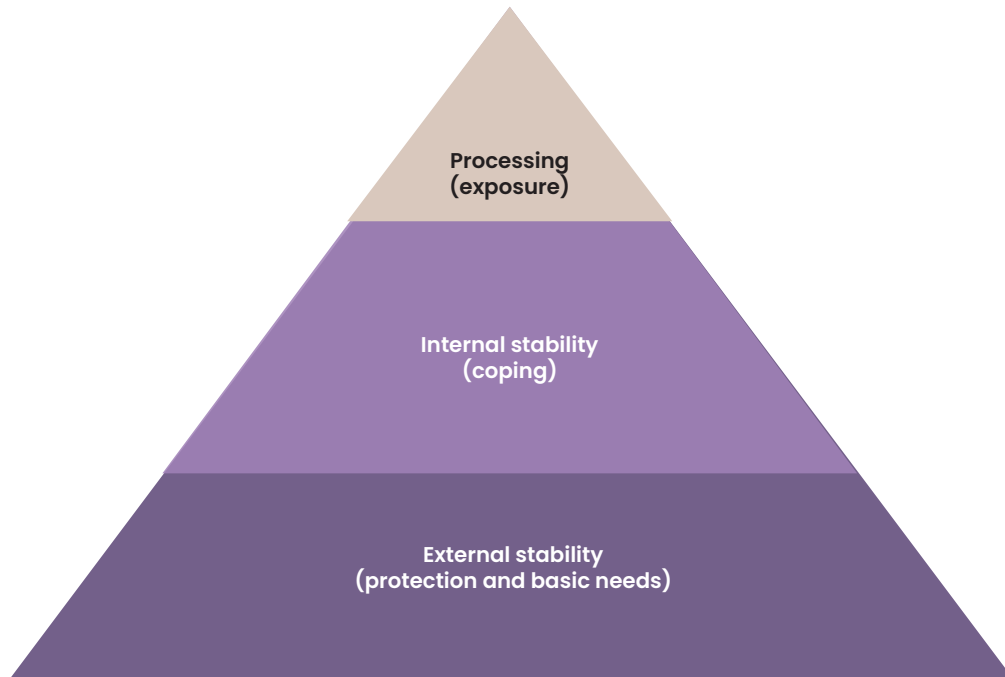 Processing
(exposure)
Internal stability
(coping)
External stability
(protection and basic needs)